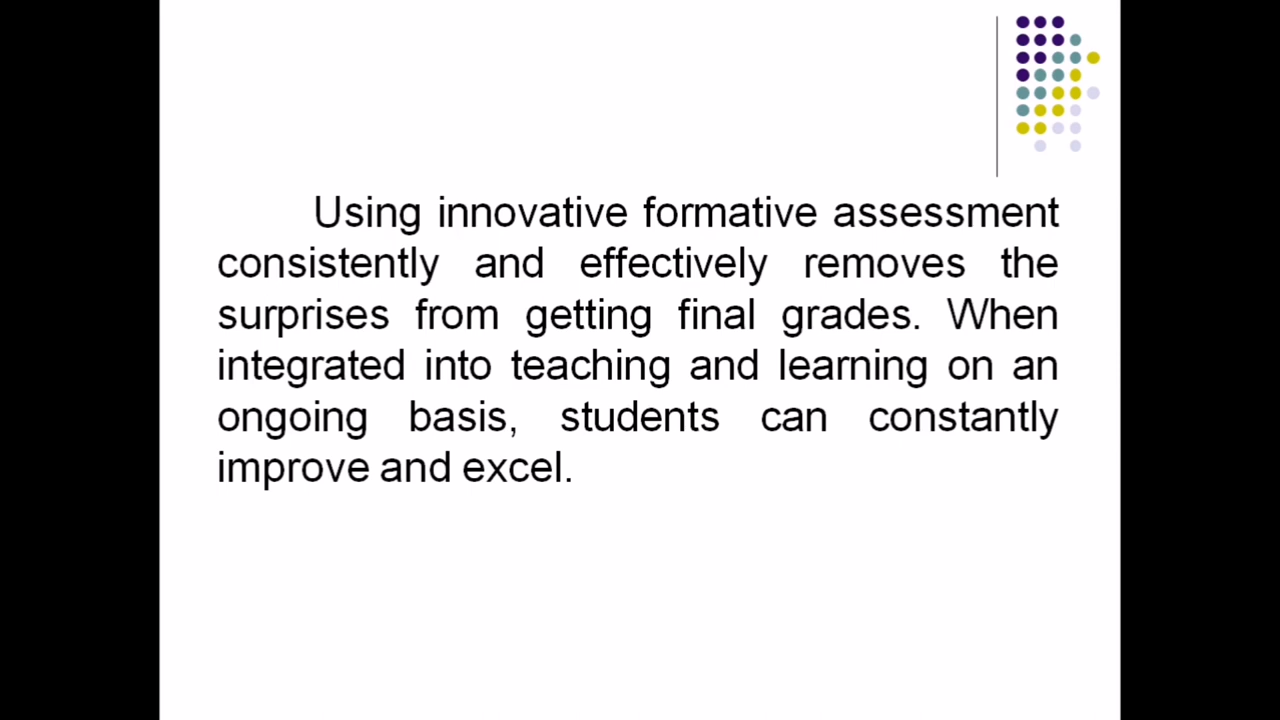 Using innovative formative assessment
consistently and effectively removes the
surprises from getting final grades. When
integrated into teaching and learning on an
ongoing basis, students can constantly
improve and excel.